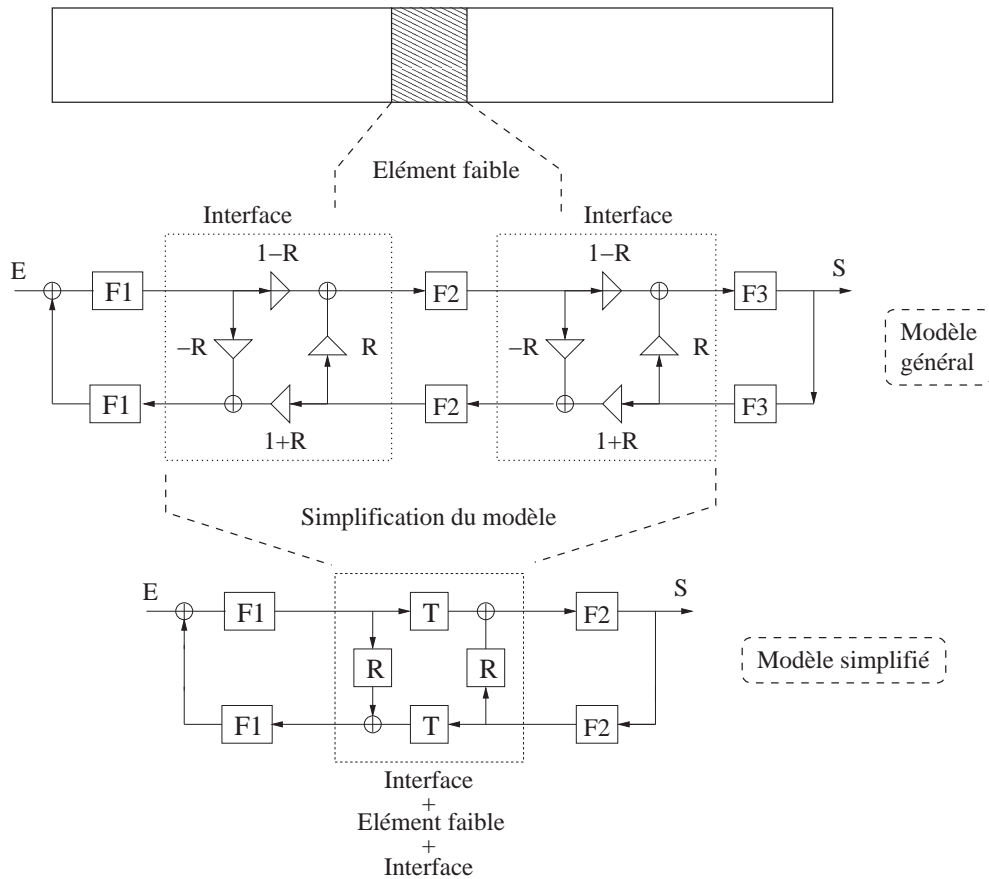 Elément faible
Interface
Interface
1−R
1−R
E
S
F1
F2
F3
−R
R
−R
R
Modèle
général
F1
F2
F3
1+R
1+R
Simplification du modèle
E
S
F1
T
F2
R
R
Modèle simplifié
F1
T
F2
Interface
+
Elément faible
+
Interface